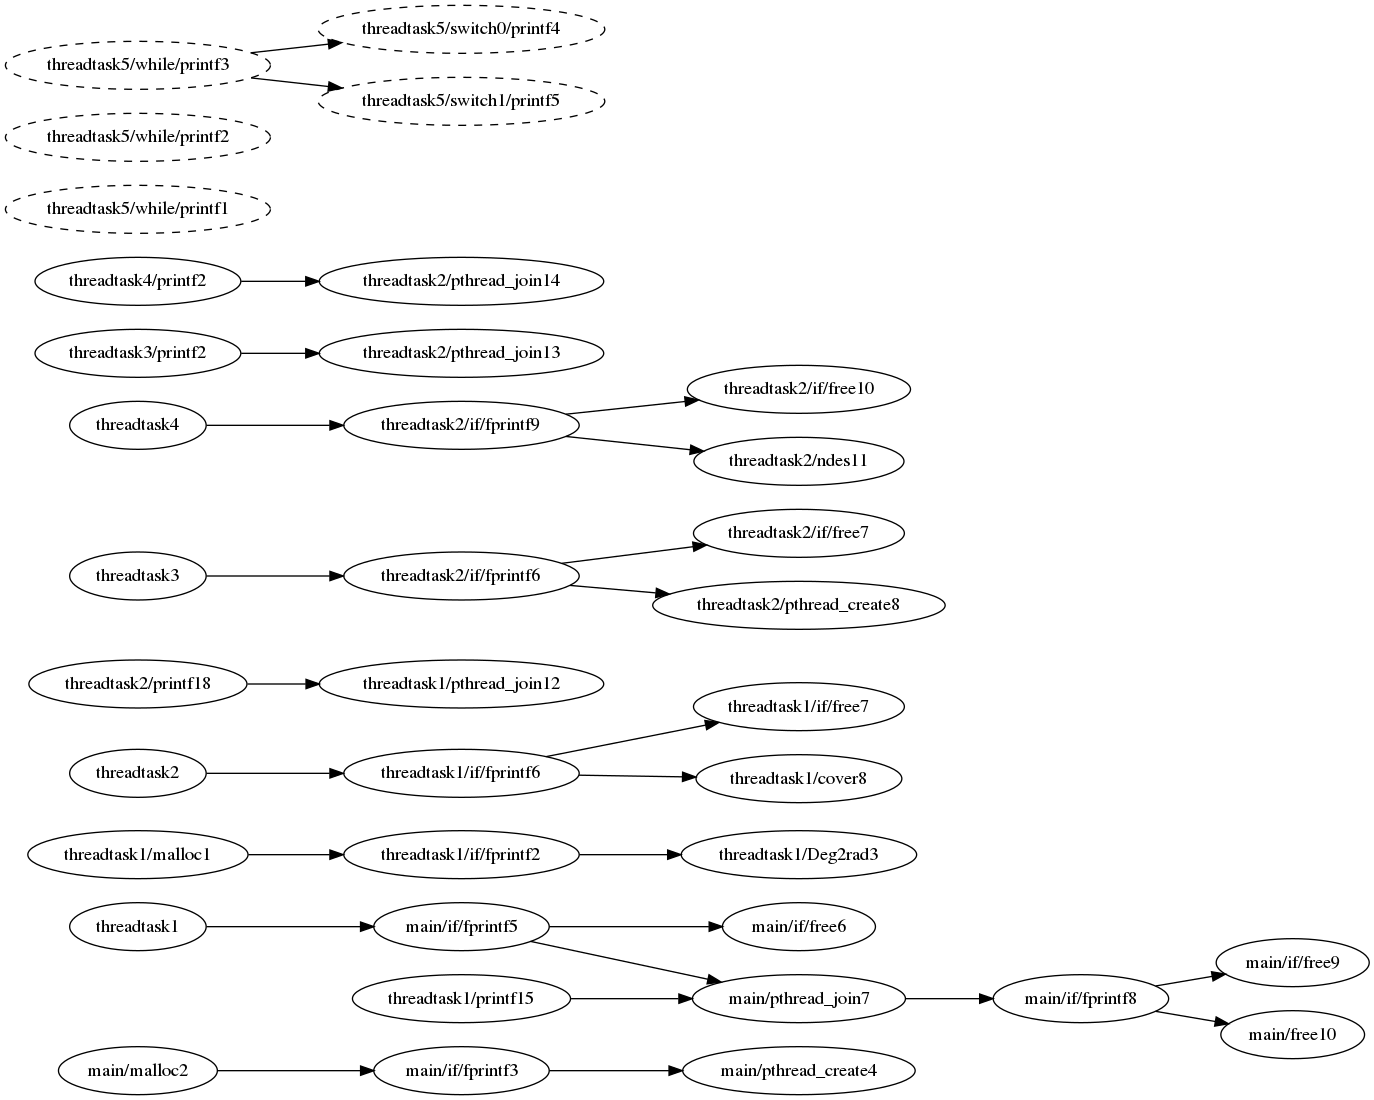 threadtask5/switch0/printf4
threadtask5/while/printf3
threadtask5/switch1/printf5
threadtask5/while/printf2
threadtask5/while/printf1
threadtask4/printf2
threadtask2/pthread_join14
threadtask3/printf2
threadtask2/pthread_join13
threadtask2/if/free10
threadtask4
threadtask2/if/fprintf9
threadtask2/ndes11
threadtask2/if/free7
threadtask3
threadtask2/if/fprintf6
threadtask2/pthread_create8
threadtask2/printf18
threadtask1/pthread_join12
threadtask1/if/free7
threadtask2
threadtask1/if/fprintf6
threadtask1/cover8
threadtask1/malloc1
threadtask1/if/fprintf2
threadtask1/Deg2rad3
threadtask1
main/if/fprintf5
main/if/free6
main/if/free9
threadtask1/printf15
main/pthread_join7
main/if/fprintf8
main/free10
main/malloc2
main/if/fprintf3
main/pthread_create4